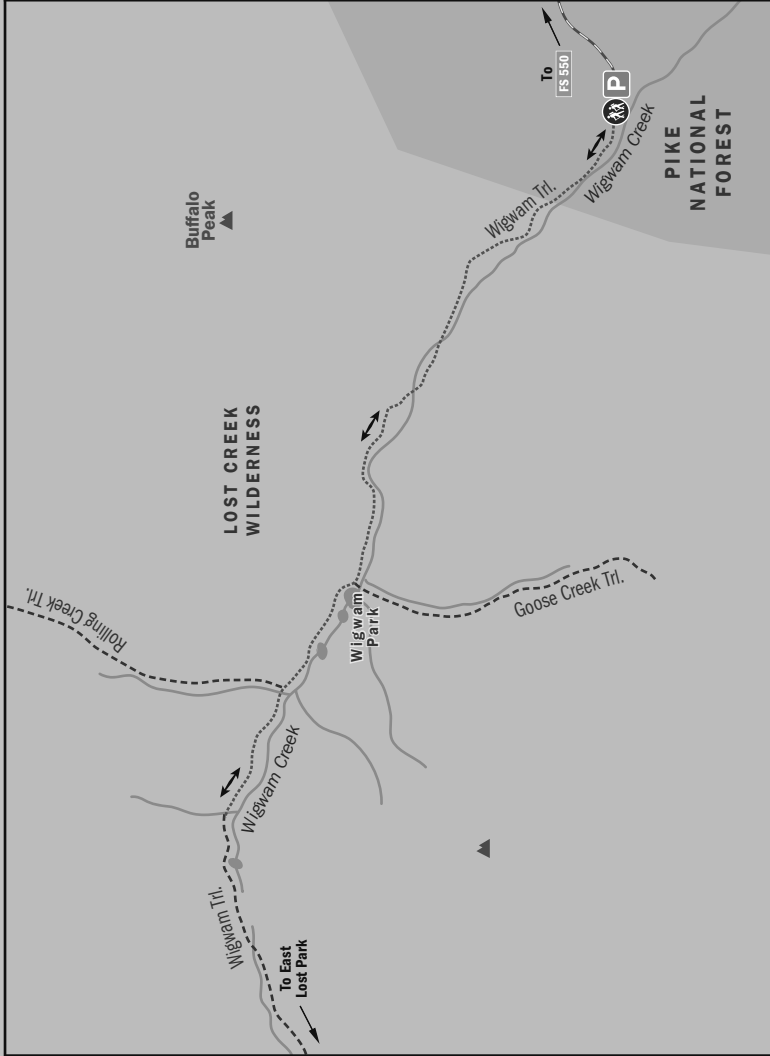 To
FS 550
P
PIKE
NATIONAL
FOREST
Wigwam Creek
Wigwam Trl.
Buffalo
Peak
LOST CREEK
WILDERNESS
Goose Creek Trl.
Wigwam
Park
Rolling Creek Trl.
Wigwam Creek
Wigwam Trl.
To East
Lost Park